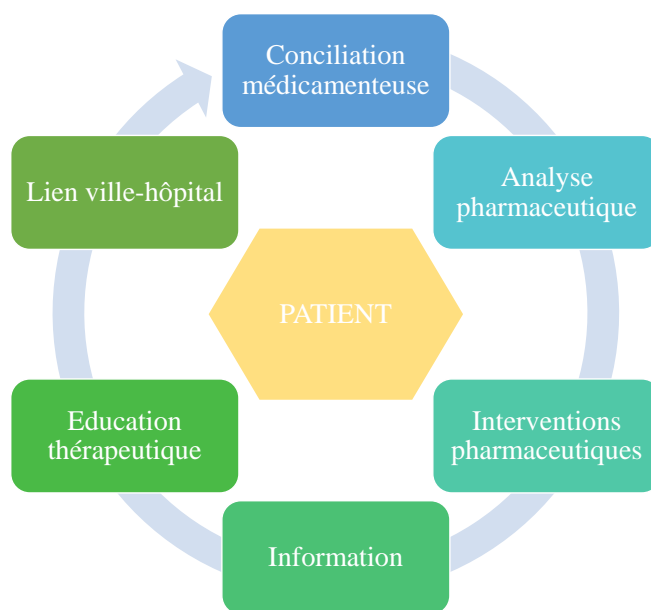 Conciliation
médicamenteuse
Analyse
pharmaceutique
Interventions
pharmaceutiques
Information
Education
thérapeutique
Lien ville-hôpital
PATIENT